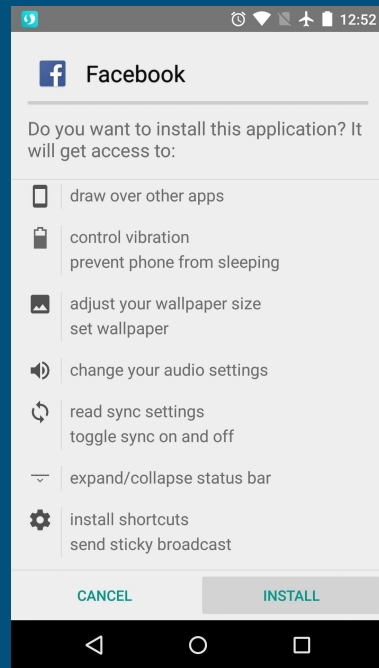 12:52
Facebook
Do you want to install this application? It
will get access to:
draw over other apps
control vibration
prevent phone from sleeping
adjust your wallpaper size
set wallpaper
change your audio settings
read sync settings
toggle sync on and off
expand/collapse status bar
install shortcuts
send sticky broadcast
CANCEL INSTALL